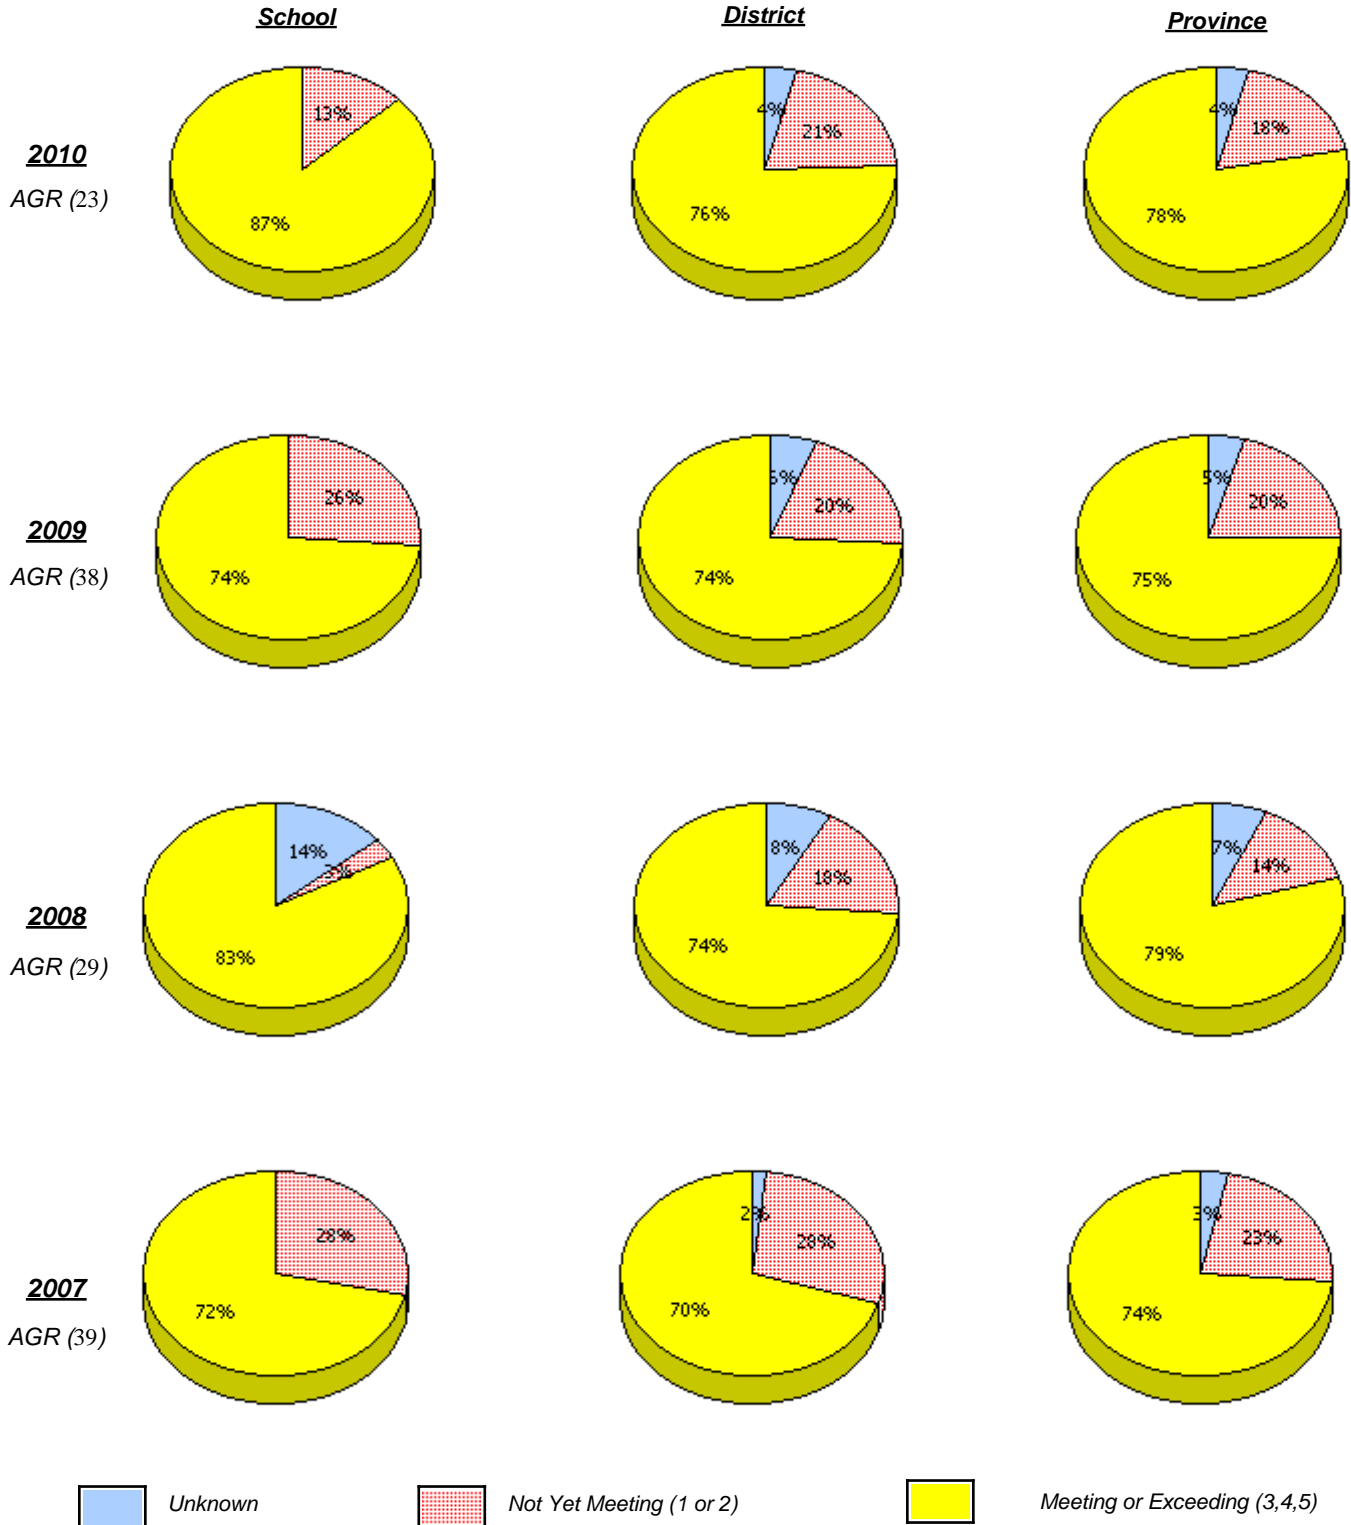 School District Province
13% 4% 21% 4% 18%
2010
AGR (23)
87% 76% 78%
26% 20% 5% 20%
2009
AGR (38)
74% 74% 75%
14% 3% 8% 18% 7% 14%
2008
AGR (29)
83% 74% 79%
28% 2% 28% 3% 23%
2007
AGR (39)
72% 70% 74%
Unknown Not Yet Meeting (1 or 2) Meeting or Exceeding (3,4,5)